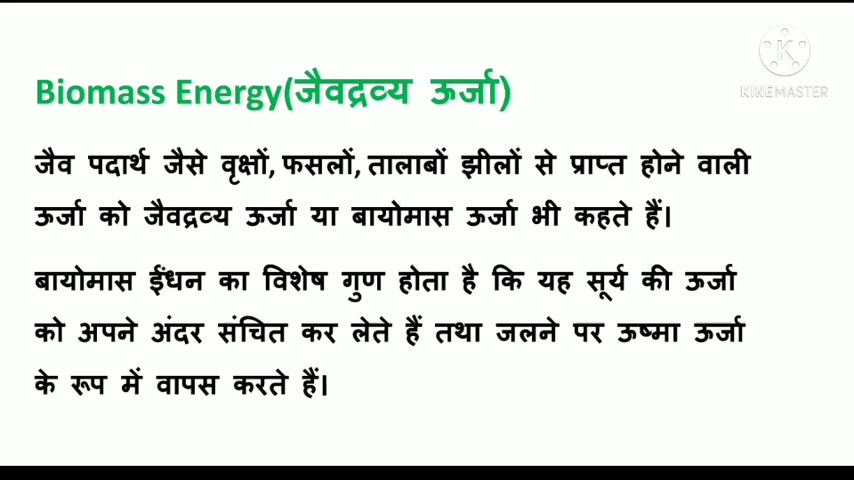 Biomass Energy(जैवद्रव्य ऊर्जा)
KINEMASTER
जैव पदार्थ जैसे वृक्षों, फसलों, तालाबों झीलों से प्राप्त होने वाली
ऊर्जा को जैवद्रव्य ऊर्जा या बायोमास ऊर्जा भी कहते हैं।
बायोमास ईंधन का विशेष गुण होता है कि यह सूर्य की ऊर्जा
को अपने अंदर संचित कर लेते हैं तथा जलने पर ऊष्मा ऊर्जा
के रूप में वापस करते हैं।